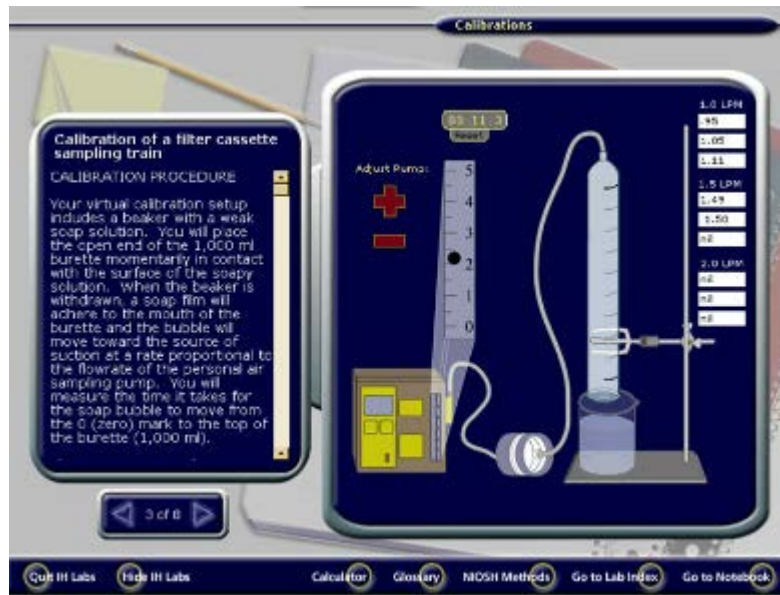 Calibrations
Calibration of a filter cassette
sampling train
CALIBRATION PROCEDURE
Your virtual calibration setup
includes a beaker with a weak
soap solution. You will place
the open end of the 1,000 ml
burette momentarily in contact
with the surface of the soapy
solution. When the beaker is
withdrawn, a soap film will
adhere to the mouth of the
burette and the bubble will
move toward the source of
suction at a rate proportional to
the flowrate of the personal air
sampling pump. You will
measure the time it takes for
the soap bubble to move from
the 0 (zero) mark to the top of
the burette (1,000 ml).
3 of 8
03 11 3
Reset
Adjust Pump:
5
4
3
2
1
0
1.0 LPM
.95
1.05
1.11
1.5 LPM
1.49
1.50
nd
2.0 LPM
nd
nd
nd
Quit IH Labs
Hide IH Labs
Calculator
Glossary
NIOSH Methods
Go to Lab Index
Go to Notebook